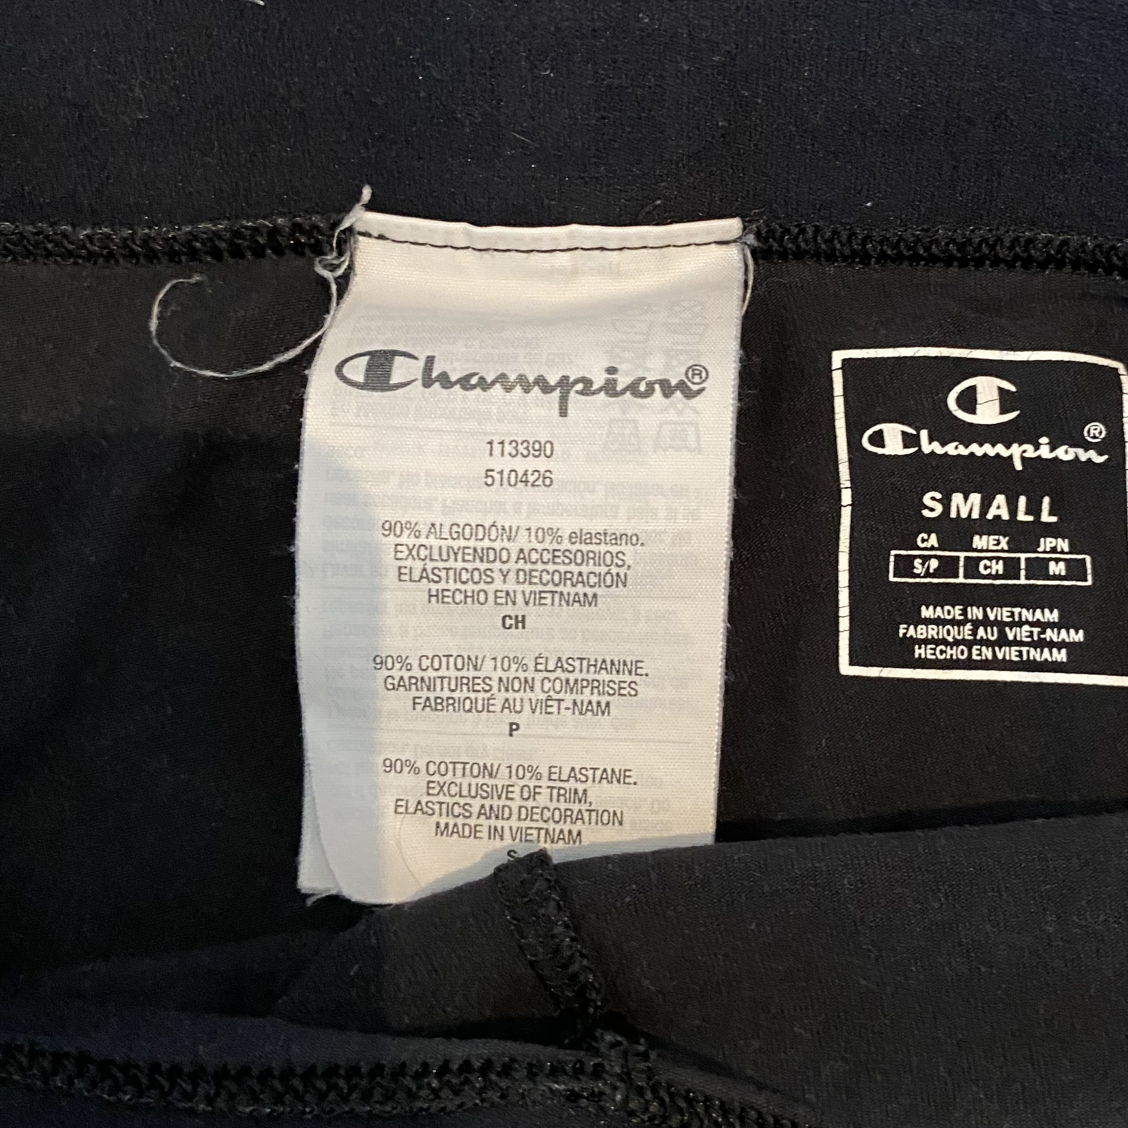 Champion®
113390
510426
90% ALGODÓN/ 10% elastano.
EXCLUYENDO ACCESORIOS,
ELÁSTICOS Y DECORACIÓN
HECHO EN VIETNAM
CH
90% COTON/ 10% ÉLASTHANNE.
GARNITURES NON COMPRISES
FABRIQUÉ AU VIÊT-NAM
P
90% COTTON/ 10% ELASTANE.
EXCLUSIVE OF TRIM,
ELASTICS AND DECORATION
MADE IN VIETNAM
S
Champion®
SMALL
CA MEX JPN
S/P CH M
MADE IN VIETNAM
FABRIQUÉ AU VIÊT-NAM
HECHO EN VIETNAM